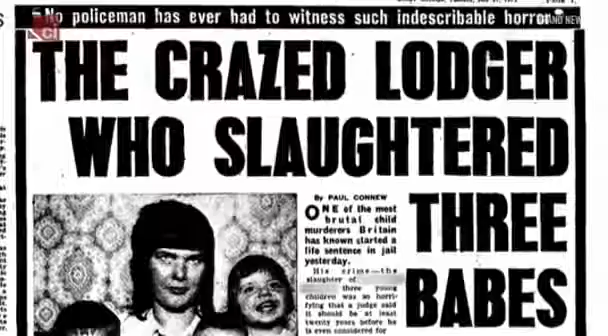 No policeman has ever had to witness such indescribable horror
ci
AND NEW
THE CRAZED LODGER
WHO SLAUGHTERED
THREE
BABES
By PAUL CONNEW
ONE of the most
brutal child
murderers Britain
has known started a
life sentence in jail
yesterday.
His crime—the
slaughter of
three young
children was so horri-
fying that a judge said
it should be at least
twenty years before he
is even considered for